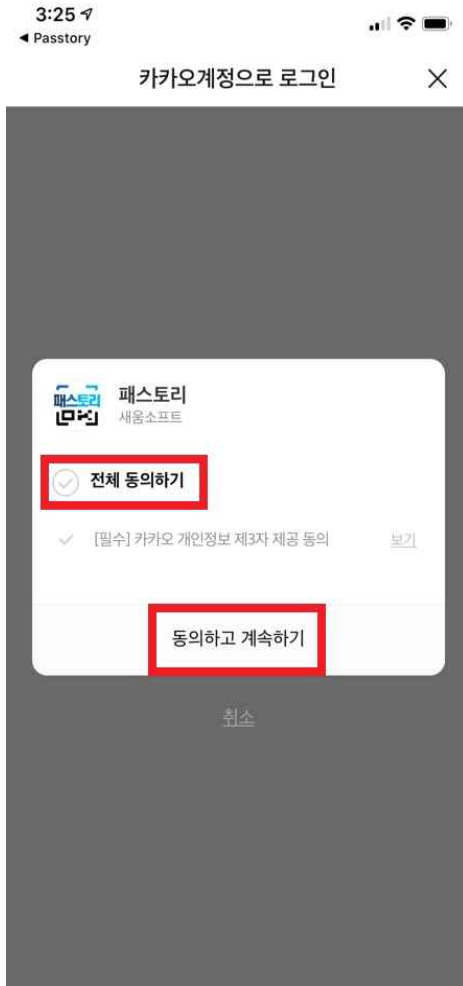 3:25
◀ Passtory
카카오계정으로 로그인
패스토리
패스토리
새움소프트
전체 동의하기
[필수] 카카오 개인정보 제3자 제공 동의 보기
동의하고 계속하기
취소